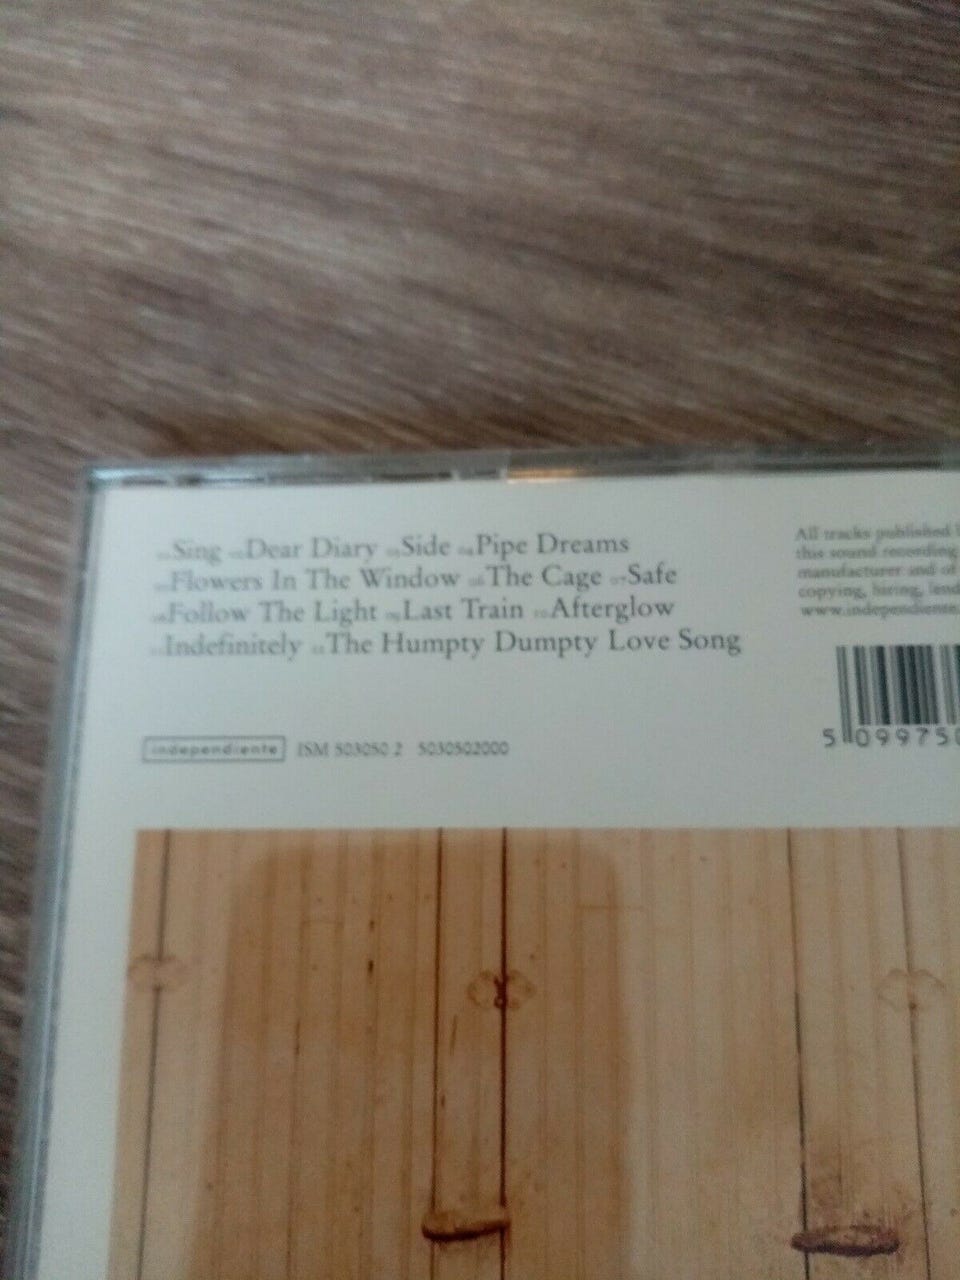 Sing Dear Diary Side Pipe Dreams
Flowers In The Window The Cage Safe
Follow The Light Last Train Afterglow
Indefinitely The Humpty Dumpty Love Song
independiente ISM 503050 2 5030502000
All tracks published
this sound recording
manufacturer and of
copying, hiring, lend
www.independiente.
5 099750